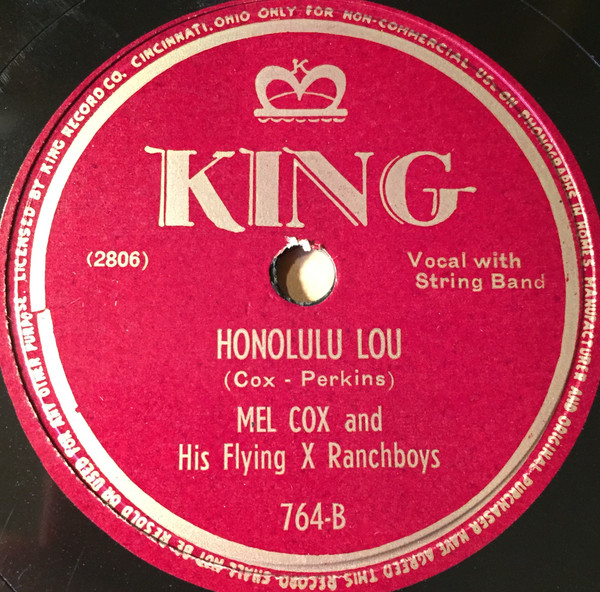 LICENSED BY KING RECORD CO. CINCINNATI, OHIO ONLY FOR NON-COMMERCIAL USE ON PHONOGRAPHS IN HOMES. MANUFACTURER AND ORIGINAL PURCHASER HAVE AGREED THIS RECORD SHALL NOT BE RESOLD OR USED FOR ANY OTHER PURPOSE.
K
KING
(2806)
Vocal with
String Band
HONOLULU LOU
(Cox - Perkins)
MEL COX and
His Flying X Ranchboys
764-B